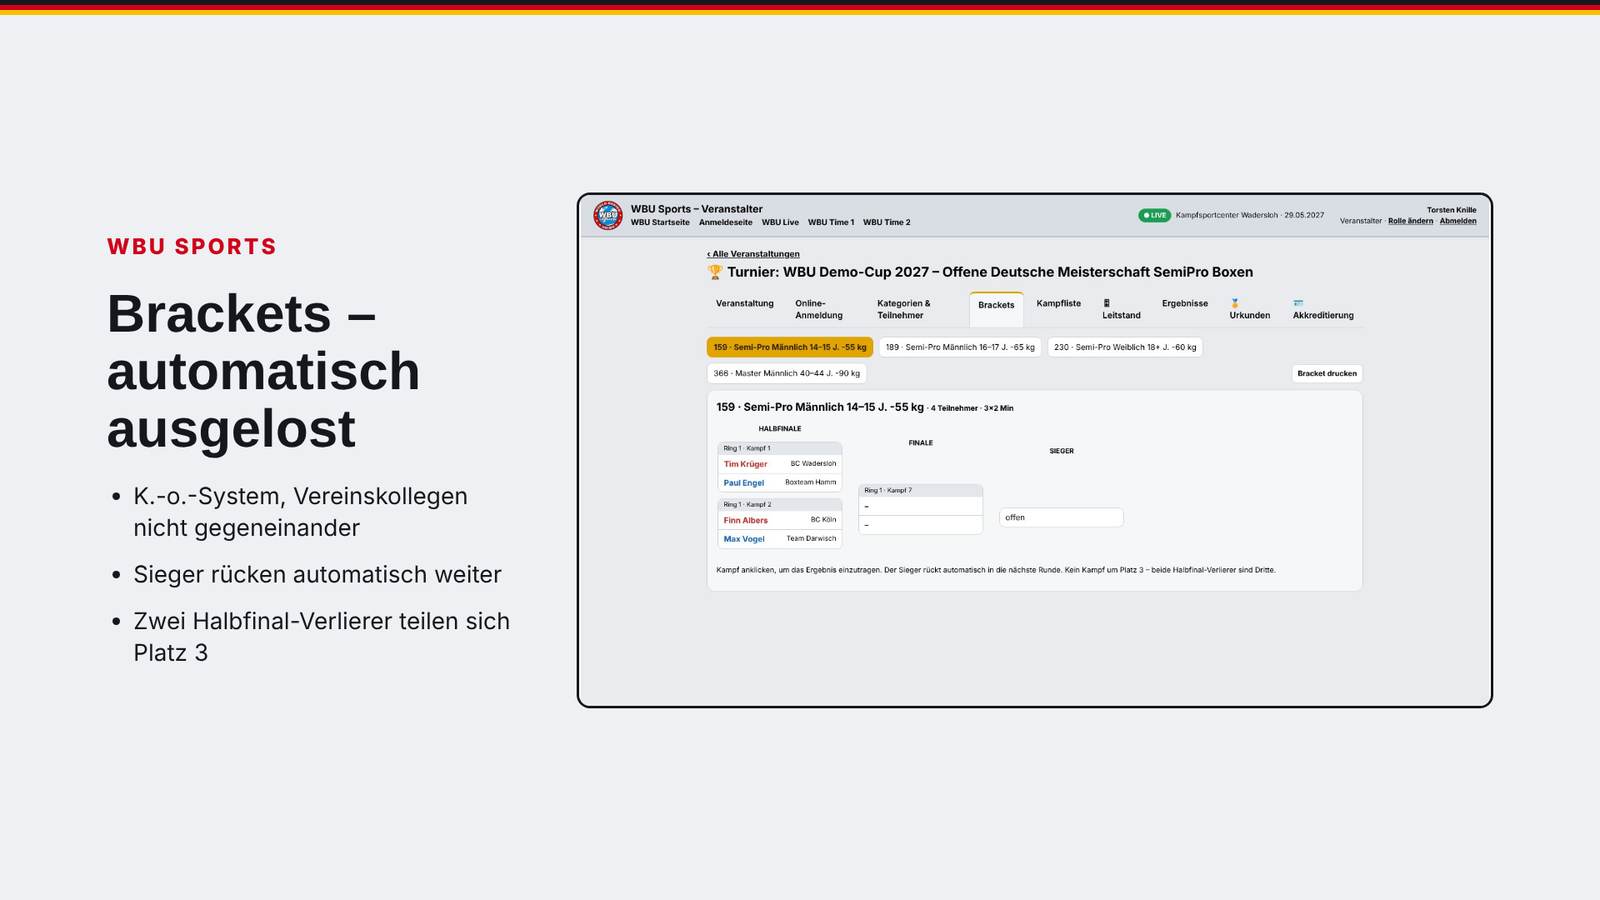 WBU SPORTS
Brackets –
automatisch
ausgelost
• K.-o.-System, Vereinskollegen
nicht gegeneinander
• Sieger rücken automatisch weiter
• Zwei Halbfinal-Verlierer teilen sich
Platz 3
WBU
WBU Sports – Veranstalter
WBU Startseite Anmeldeseite WBU Live WBU Time 1 WBU Time 2
LIVE Kampfsportcenter Wadersloh · 29.05.2027
Torsten Knille
Veranstalter · Rolle ändern · Abmelden
‹ Alle Veranstaltungen
🏆 Turnier: WBU Demo-Cup 2027 – Offene Deutsche Meisterschaft SemiPro Boxen
Veranstaltung
Online-
Anmeldung
Kategorien &
Teilnehmer
Brackets
Kampfliste
Leitstand
Ergebnisse
Urkunden
Akkreditierung
159 · Semi-Pro Männlich 14–15 J. -55 kg
189 · Semi-Pro Männlich 16–17 J. -65 kg
230 · Semi-Pro Weiblich 18+ J. -60 kg
366 · Master Männlich 40–44 J. -90 kg
Bracket drucken
159 · Semi-Pro Männlich 14–15 J. -55 kg · 4 Teilnehmer · 3×2 Min
HALBFINALE
Ring 1 · Kampf 1
Tim Krüger BC Wadersloh
Paul Engel Boxteam Hamm
Ring 1 · Kampf 2
Finn Albers BC Köln
Max Vogel Team Darwisch
FINALE
Ring 1 · Kampf 7
–
–
SIEGER
offen
Kampf anklicken, um das Ergebnis einzutragen. Der Sieger rückt automatisch in die nächste Runde. Kein Kampf um Platz 3 – beide Halbfinal-Verlierer sind Dritte.